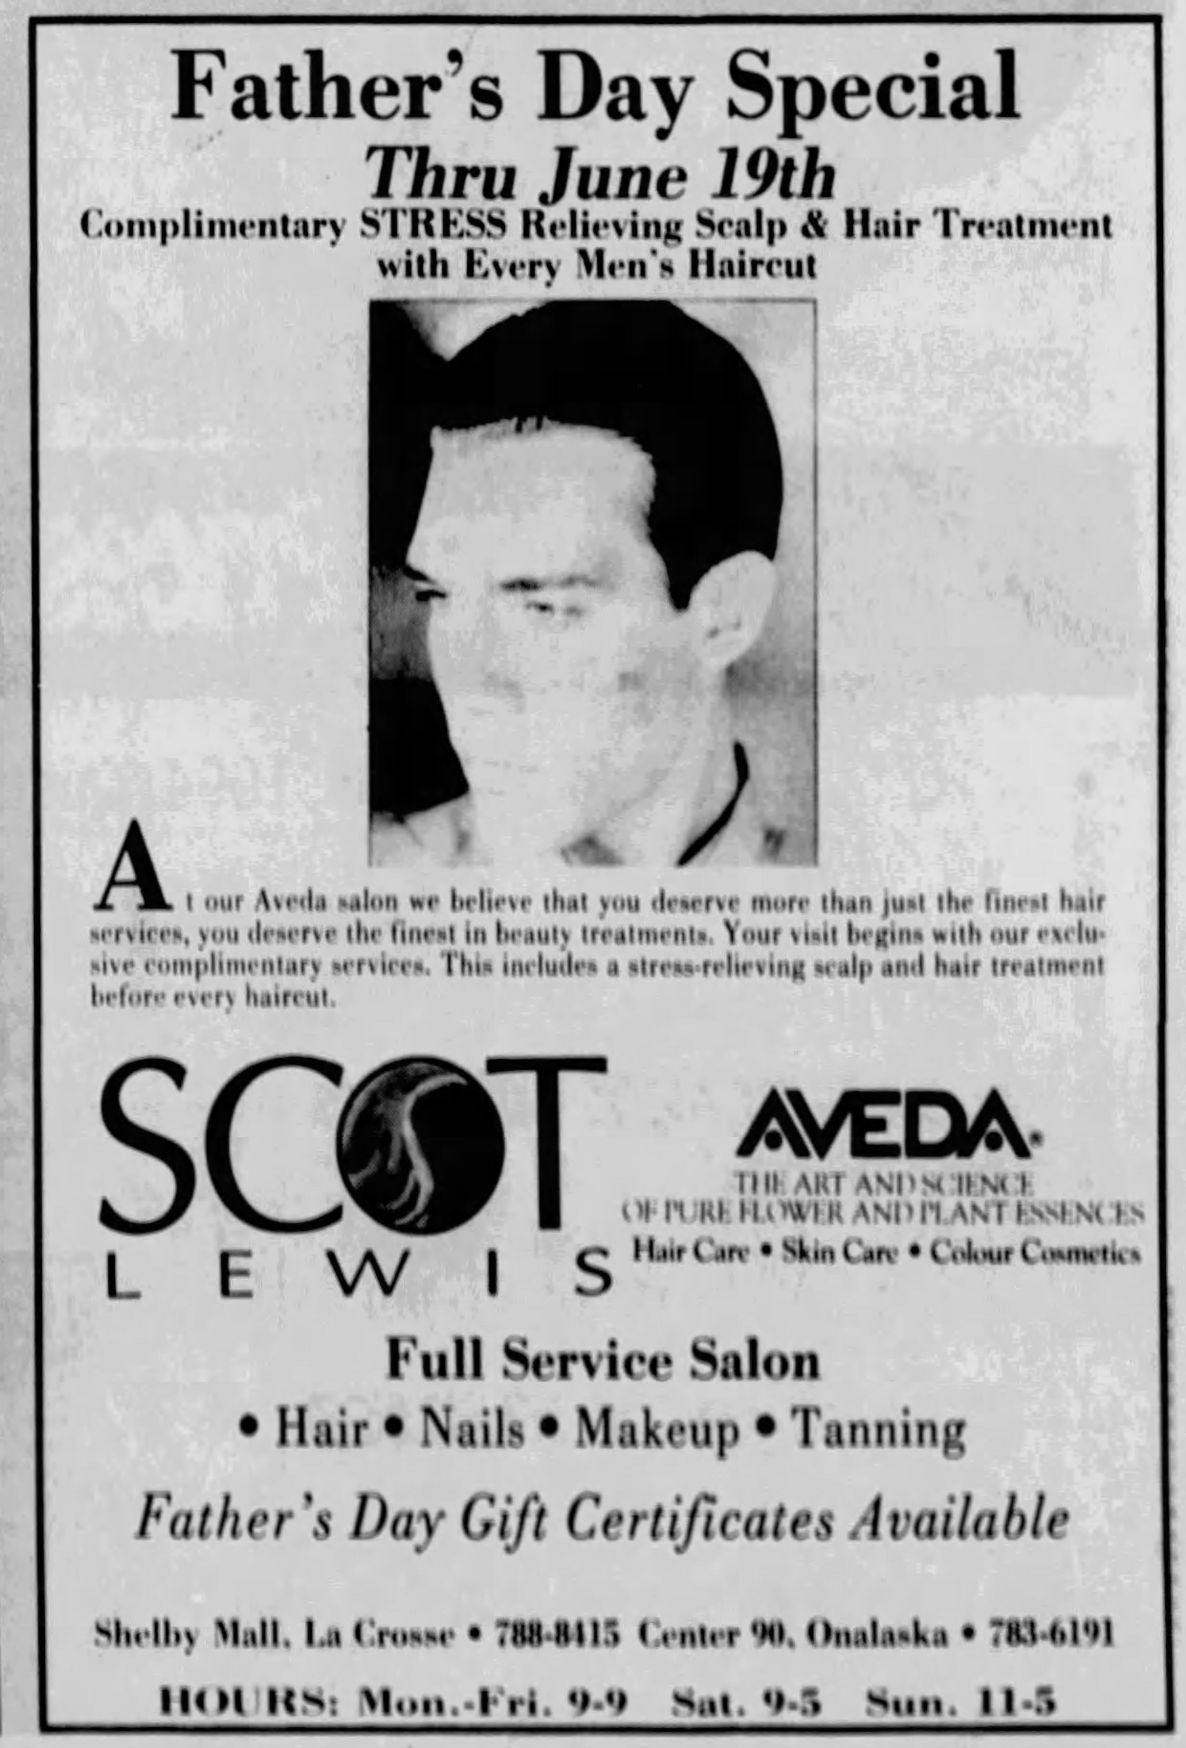 Father's Day Special
Thru June 19th
Complimentary STRESS Relieving Scalp & Hair Treatment
with Every Men's Haircut
At our Aveda salon we believe that you deserve more than just the finest hair
services, you deserve the finest in beauty treatments. Your visit begins with our exclu-
sive complimentary services. This includes a stress-relieving scalp and hair treatment
before every haircut.
SCOT
LEWIS
AVEDA®
THE ART AND SCIENCE
OF PURE FLOWER AND PLANT ESSENCES
Hair Care • Skin Care • Colour Cosmetics
Full Service Salon
• Hair • Nails • Makeup • Tanning
Father's Day Gift Certificates Available
Shelby Mall, La Crosse • 788-8415 Center 90, Onalaska • 783-6191
HOURS: Mon.-Fri. 9-9 Sat. 9-5 Sun. 11-5